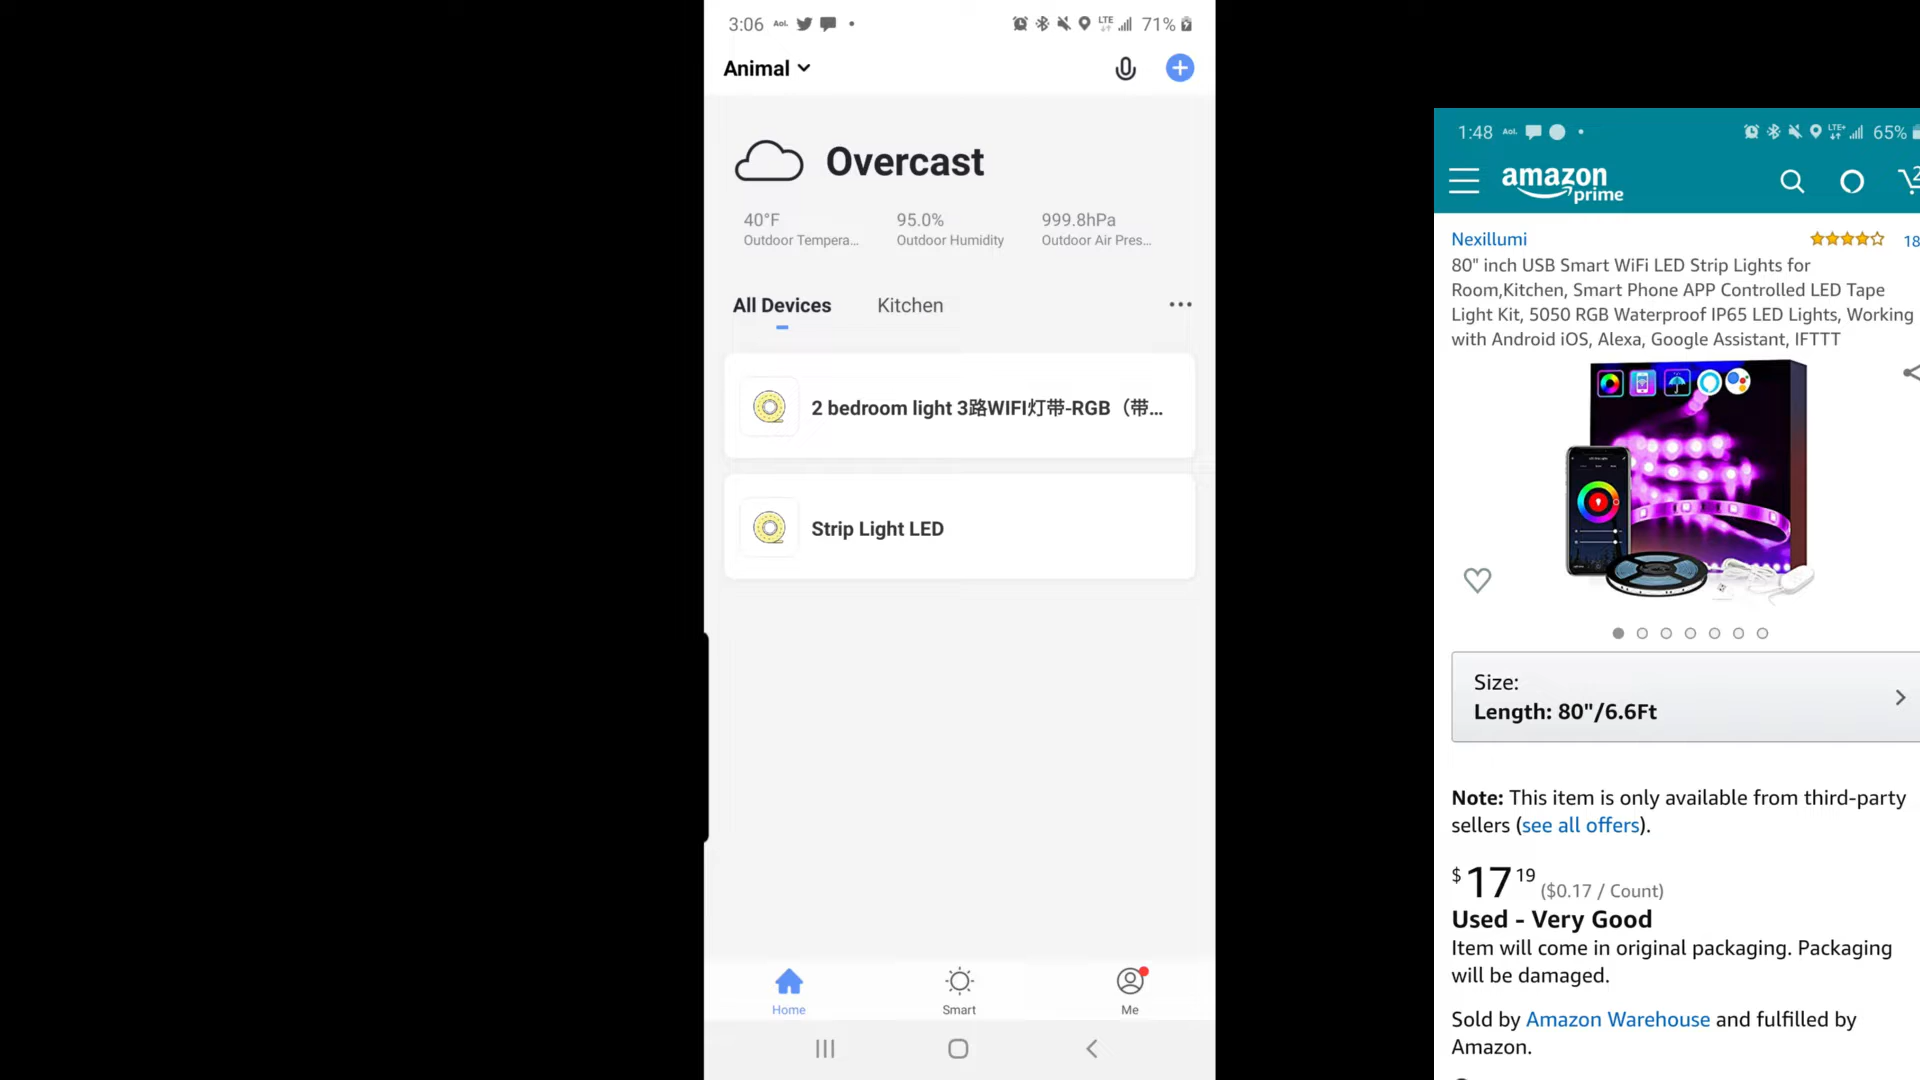 3:06 Aol. LTE 71%
Animal
Overcast
40°F 95.0% 999.8hPa
Outdoor Tempera... Outdoor Humidity Outdoor Air Pres...
All Devices Kitchen
2 bedroom light 3路WIFI灯带-RGB（带...
Strip Light LED
Home Smart Me
1:48 Aol. LTE+ 65%
amazon prime 2
Nexillumi 18
80" inch USB Smart WiFi LED Strip Lights for
Room,Kitchen, Smart Phone APP Controlled LED Tape
Light Kit, 5050 RGB Waterproof IP65 LED Lights, Working
with Android iOS, Alexa, Google Assistant, IFTTT
Size:
Length: 80"/6.6Ft
Note: This item is only available from third-party
sellers (see all offers).
$17 19 ($0.17 / Count)
Used - Very Good
Item will come in original packaging. Packaging
will be damaged.
Sold by Amazon Warehouse and fulfilled by
Amazon.